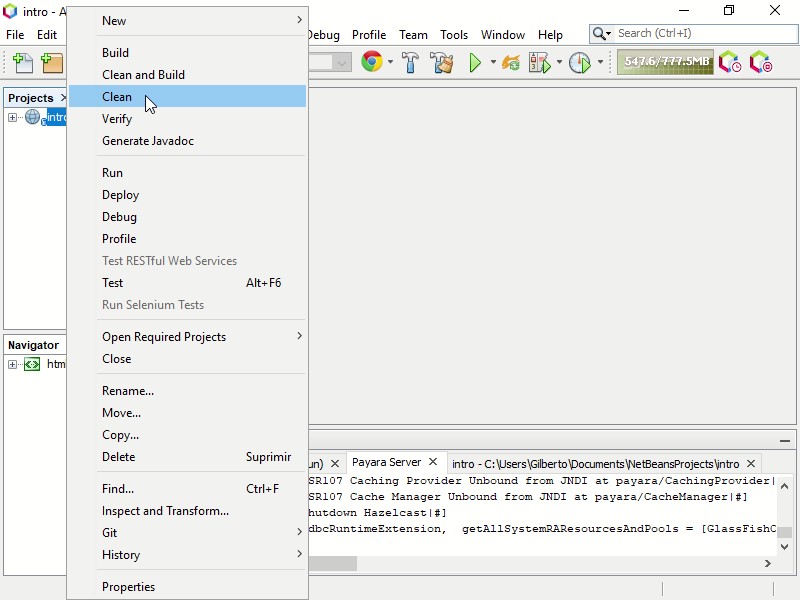 intro - A
File Edit
Debug Profile Team Tools Window Help
Search (Ctrl+I)
547.6/777.5MB
Projects
intro
New
Build
Clean and Build
Clean
Verify
Generate Javadoc
Run
Deploy
Debug
Profile
Test RESTful Web Services
Test Alt+F6
Run Selenium Tests
Open Required Projects
Close
Rename...
Move...
Copy...
Delete Suprimir
Find... Ctrl+F
Inspect and Transform...
Git
History
Properties
Navigator
htm
un) Payara Server intro - C:\Users\Gilberto\Documents\NetBeansProjects\intro
SR107 Caching Provider Unbound from JNDI at payara/CachingProvider|
SR107 Cache Manager Unbound from JNDI at payara/CacheManager|#]
hutdown Hazelcast|#]
dbcRuntimeExtension, getAllSystemRAResourcesAndPools = [GlassFishC